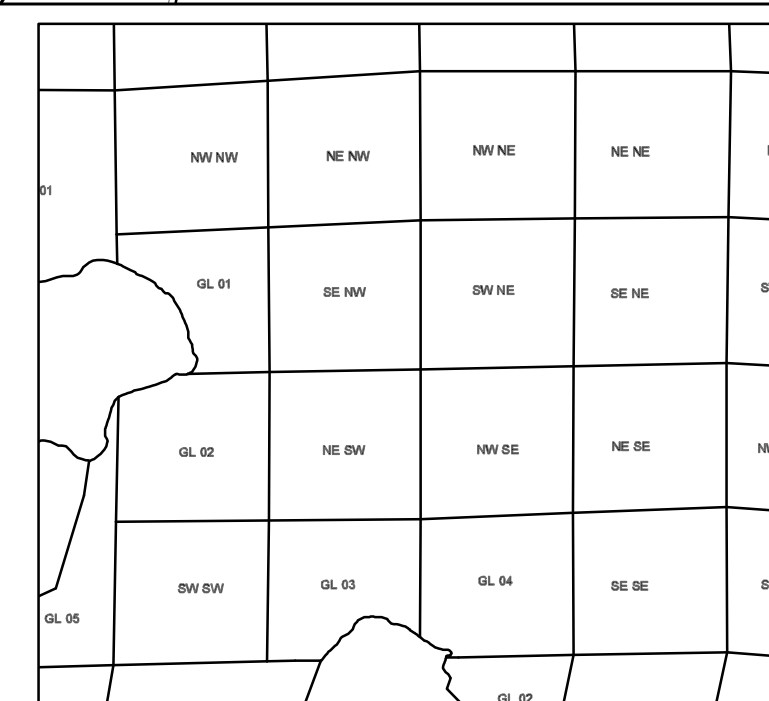 NW NW
NE NW
NW NE
NE NE
01
GL 01
SE NW
SW NE
SE NE
GL 02
NE SW
NW SE
NE SE
SW SW
GL 03
GL 04
SE SE
GL 05
GL 02